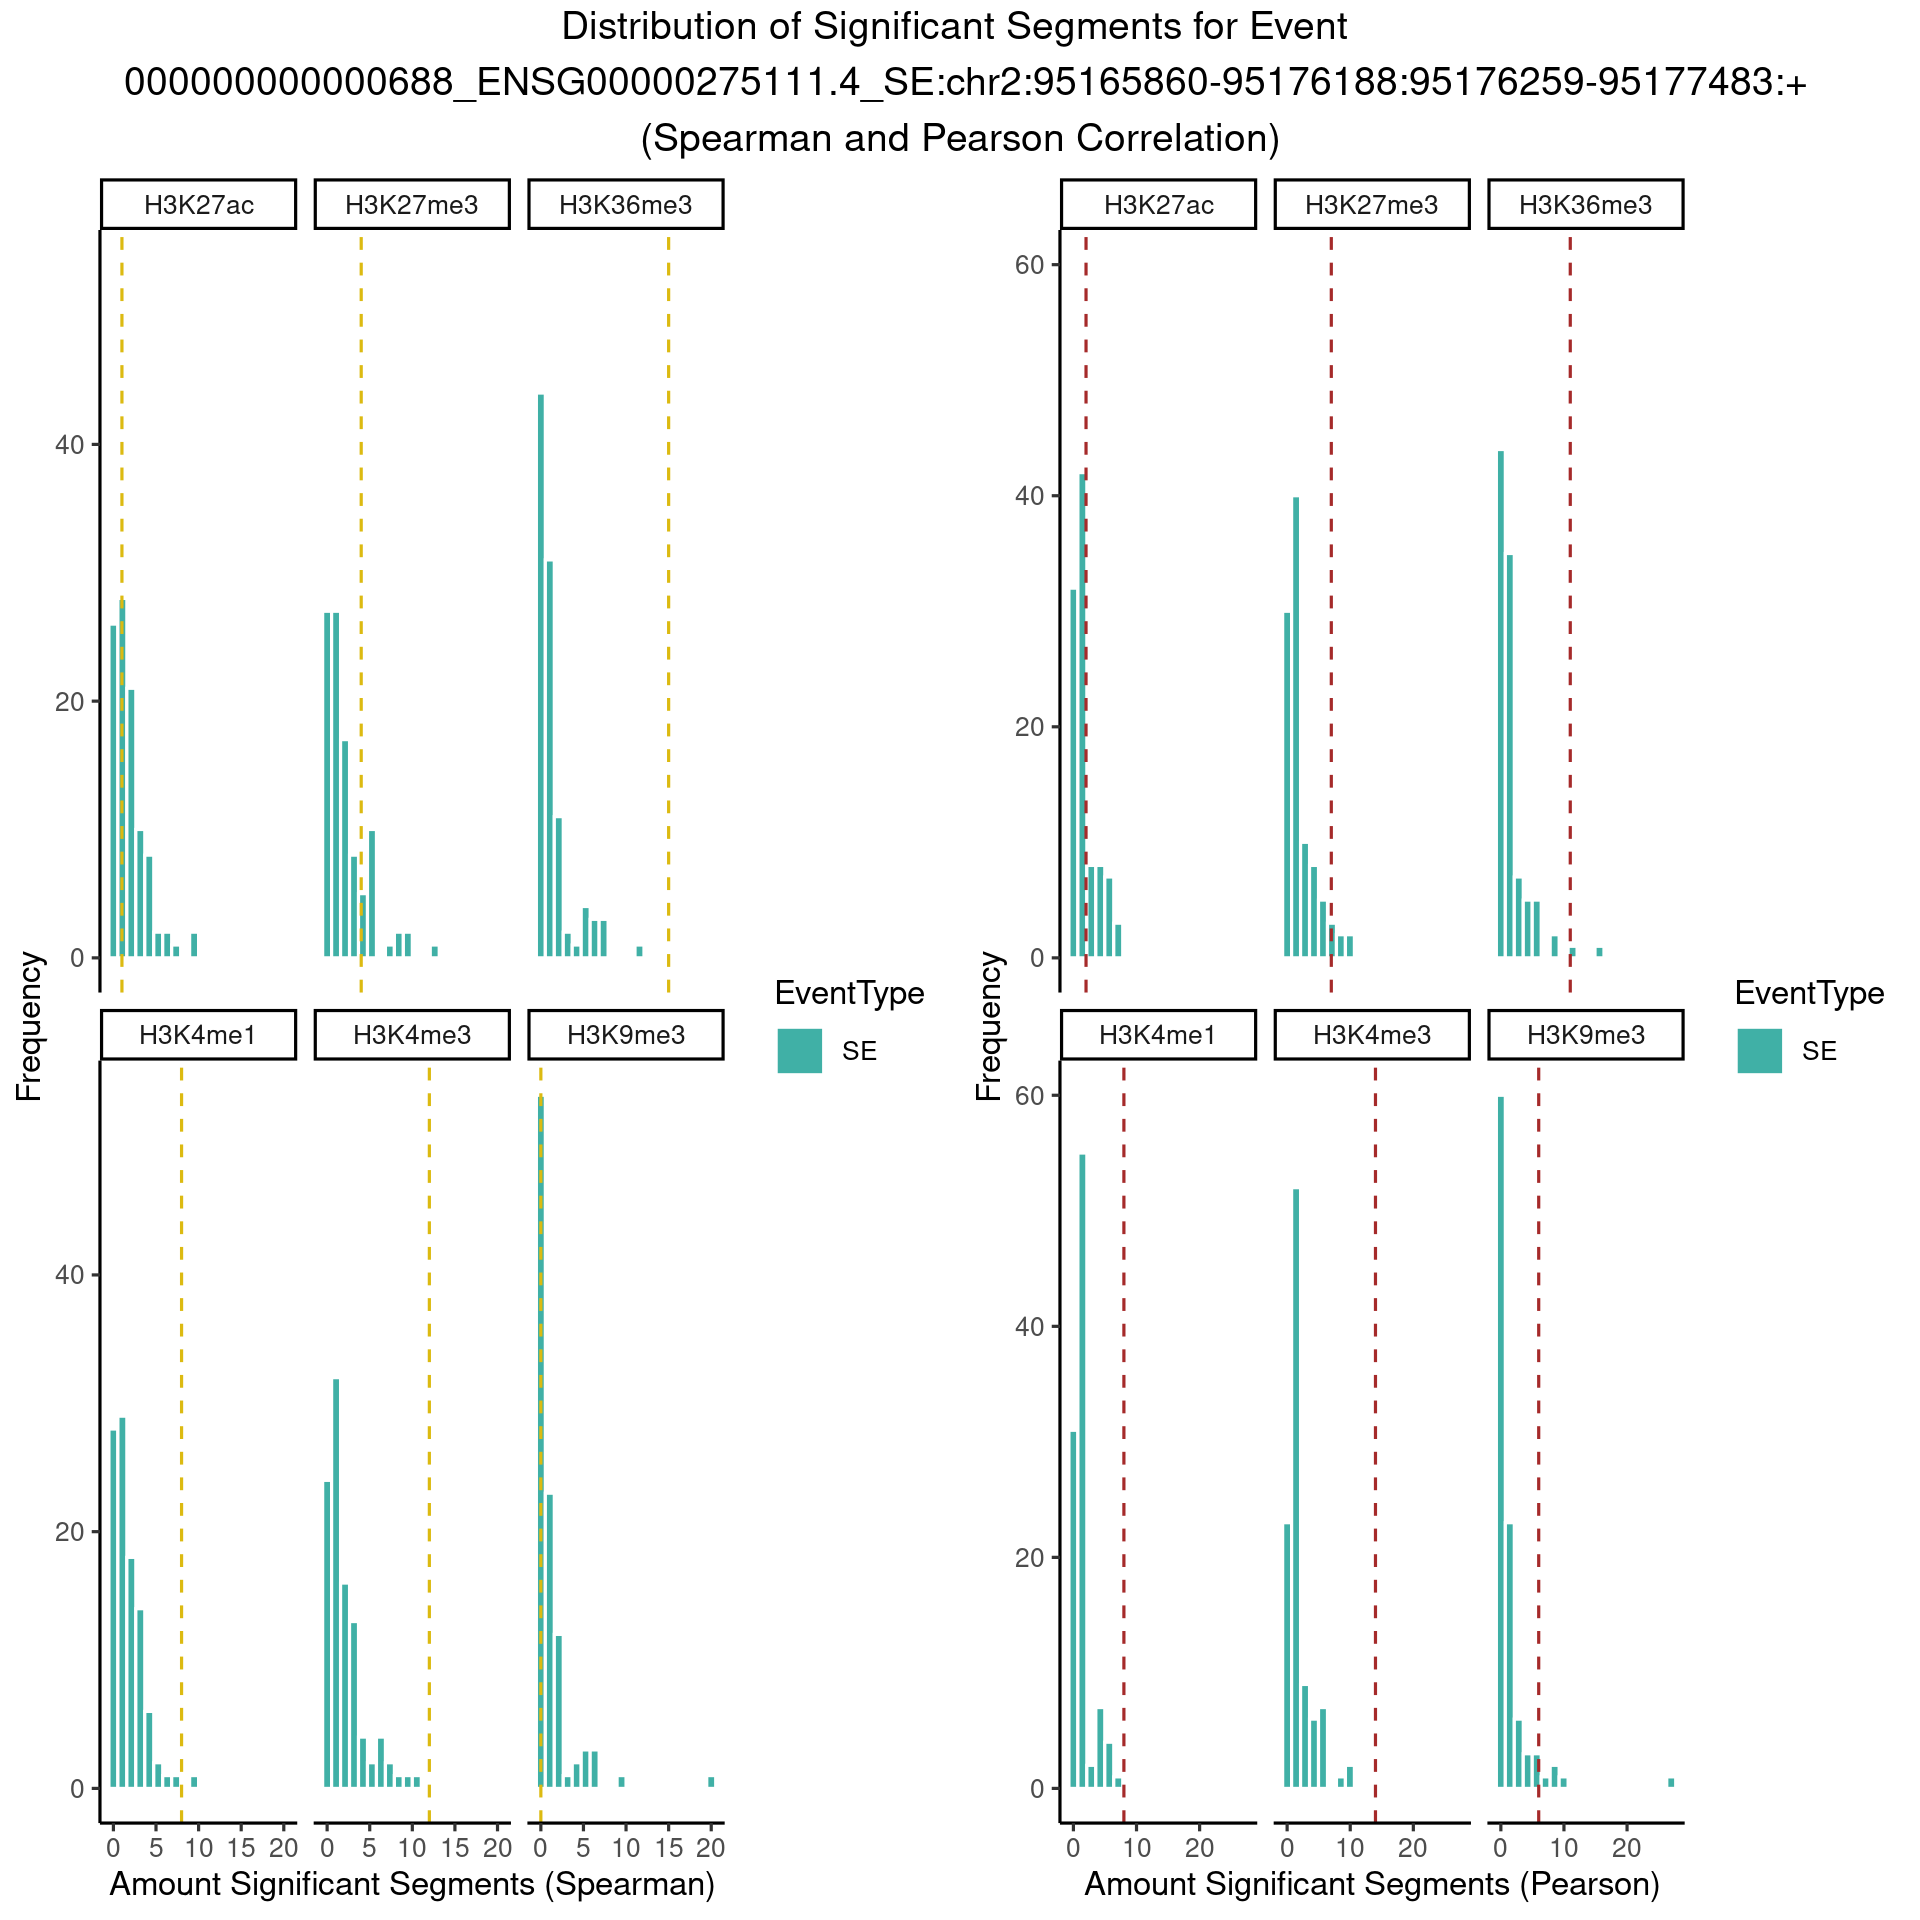 Distribution of Significant Segments for Event
000000000000688_ENSG00000275111.4_SE:chr2:95165860-95176188:95176259-95177483:+
(Spearman and Pearson Correlation)
H3K27ac H3K27me3 H3K36me3
40
20
0
H3K4me1 H3K4me3 H3K9me3
40
20
0
0 5 10 15 20 0 5 10 15 20 0 5 10 15 20
Frequency
Amount Significant Segments (Spearman)
EventType
SE
H3K27ac H3K27me3 H3K36me3
60
40
20
0
H3K4me1 H3K4me3 H3K9me3
60
40
20
0
0 10 20 0 10 20 0 10 20
Frequency
Amount Significant Segments (Pearson)
EventType
SE